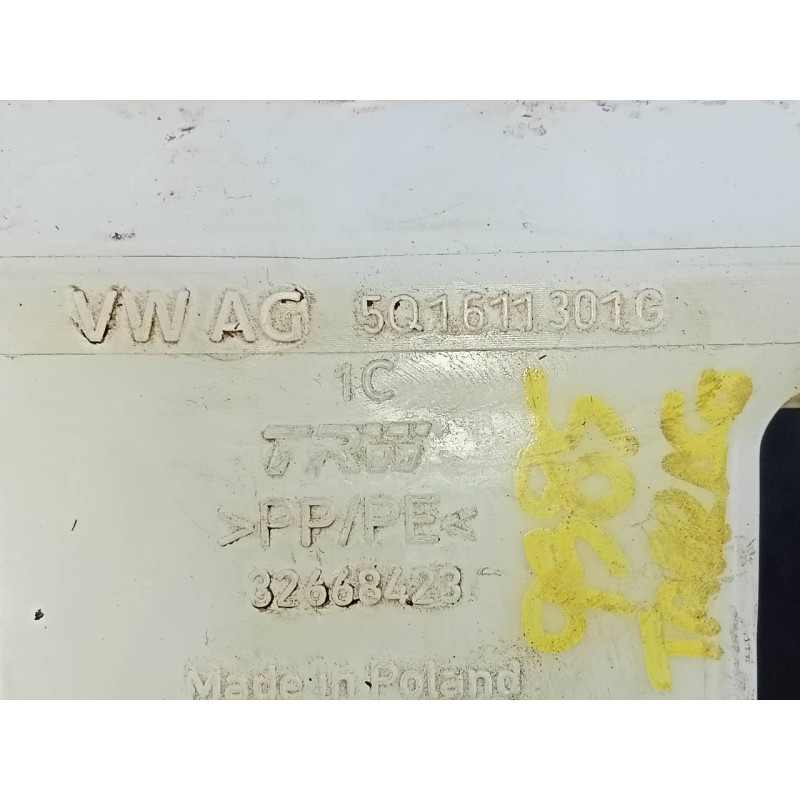 VW AG 5Q1611301G
1C
TRW
>PP/PE<
32668423
Made in Poland